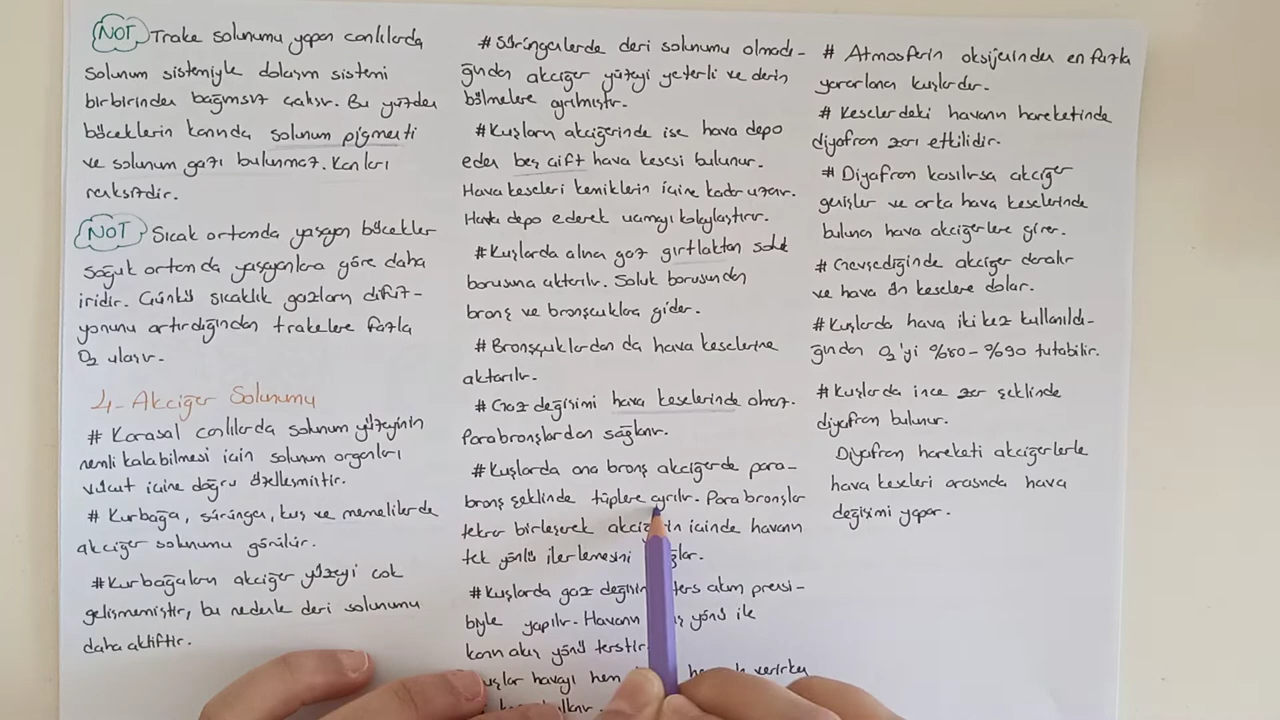 NOT Trake solunumu yapan canlılarda
solunum sistemiyle dolaşım sistemi
birbirinden bağımsız çalışır. Bu yüzden
böceklerin kanında solunum pigmenti
ve solunum gazı bulunmaz. Kanları
renksizdir.
NOT Sıcak ortamda yaşayan böcekler
soğuk ortamda yaşayanlara göre daha
iridir. Çünkü sıcaklık gazların difüz-
yonunu artırdığından trakelere fazla
O₂ ulaşır.
4- Akciğer Solunumu
# Karasal canlılarda solunum yüzeyinin
nemli kalabilmesi için solunum organları
vücut içine doğru özelleşmiştir.
# Kurbağa, sürüngen, kuş ve memelilerde
akciğer solunumu görülür.
# Kurbağaların akciğer yüzeyi çok
gelişmemiştir, bu nedenle deri solunumu
daha aktiftir.
# Sürüngenlerde deri solunumu olmadı-
ğından akciğer yüzeyi yeterli ve derin
bölmelere ayrılmıştır.
# Kuşların akciğerinde ise hava depo
eden beş çift hava kesesi bulunur.
Hava keseleri kemiklerin içine kadar uzanır.
Hava depo ederek uçmayı kolaylaştırır.
# Kuşlarda alınan gaz gırtlaktan soluk
borusuna aktarılır. Soluk borusundan
bronş ve bronşcuklara gider.
# Bronşçuklardan da hava keselerine
aktarılır.
# Gaz değişimi hava keselerinde olmaz.
Parabronşlardan sağlanır.
# Kuşlarda ana bronş akciğerde para-
bronş şeklinde tüplere ayrılır. Parabronşlar
tekrar birleşerek içinde havanın
tek yönlü ilerlemesini
# Kuşlarda gaz ters akım prensi-
biyle yapılır. Havanın yönü ile
kanın akış yönü terstir.
havayı hem verirken
# Atmosferin oksijeninden en fazla
yararlanan kuşlardır.
# Keselerdeki havanın hareketinde
diyafram zarı etkilidir.
# Diyafram kasılırsa akciğer
genişler ve arka hava keselerinde
bulunan hava akciğerlere girer.
# Gevşediğinde akciğer daralır
ve hava ön keselere dolar.
# Kuşlarda hava iki kez kullanıldı-
ğından O₂'yi %80-%90 tutabilir.
# Kuşlarda ince zar şeklinde
diyafram bulunur.
Diyafram hareketi akciğerlerle
hava keseleri arasında hava
değişimi yapar.